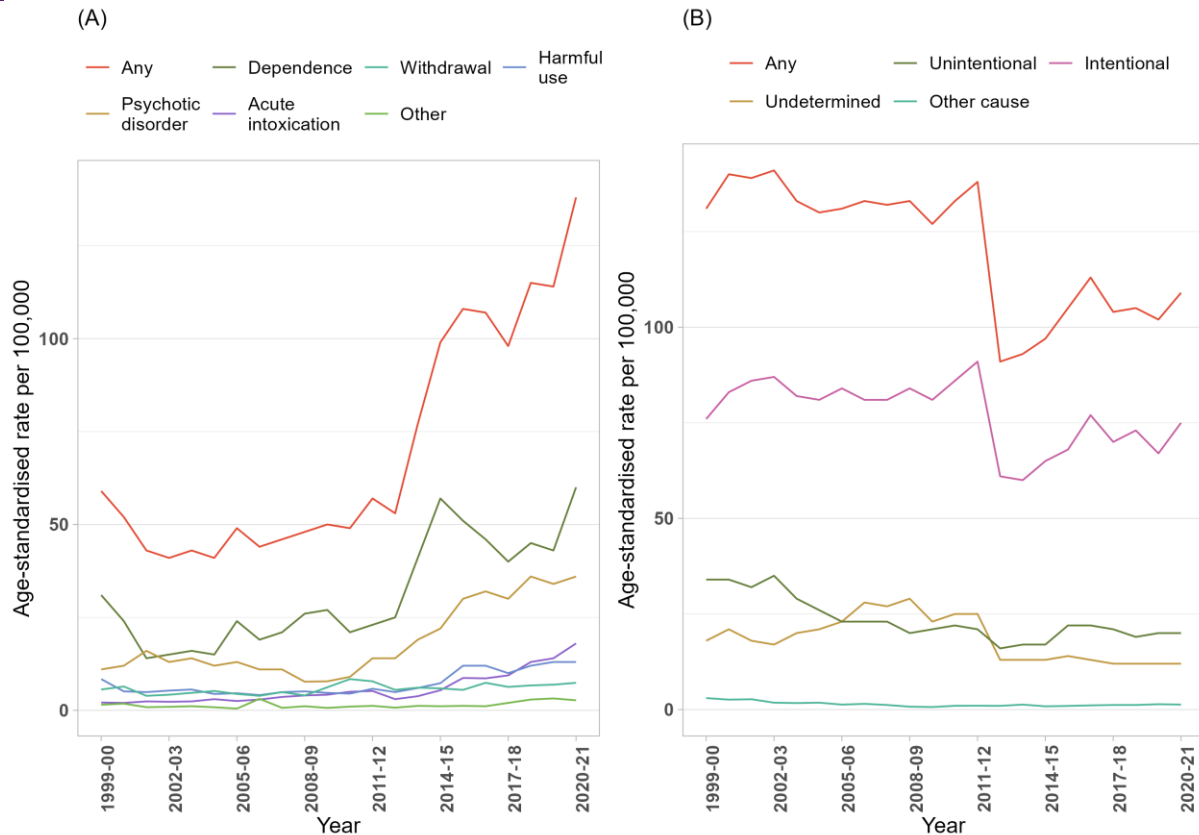 (A)
Any
Dependence
Withdrawal
Harmful
use
Psychotic
disorder
Acute
intoxication
Other
Age-standardised rate per 100,000
100
50
0
1999-00
2002-03
2005-06
2008-09
2011-12
2014-15
2017-18
2020-21
Year
(B)
Any
Unintentional
Intentional
Undetermined
Other cause
Age-standardised rate per 100,000
100
50
0
1999-00
2002-03
2005-06
2008-09
2011-12
2014-15
2017-18
2020-21
Year